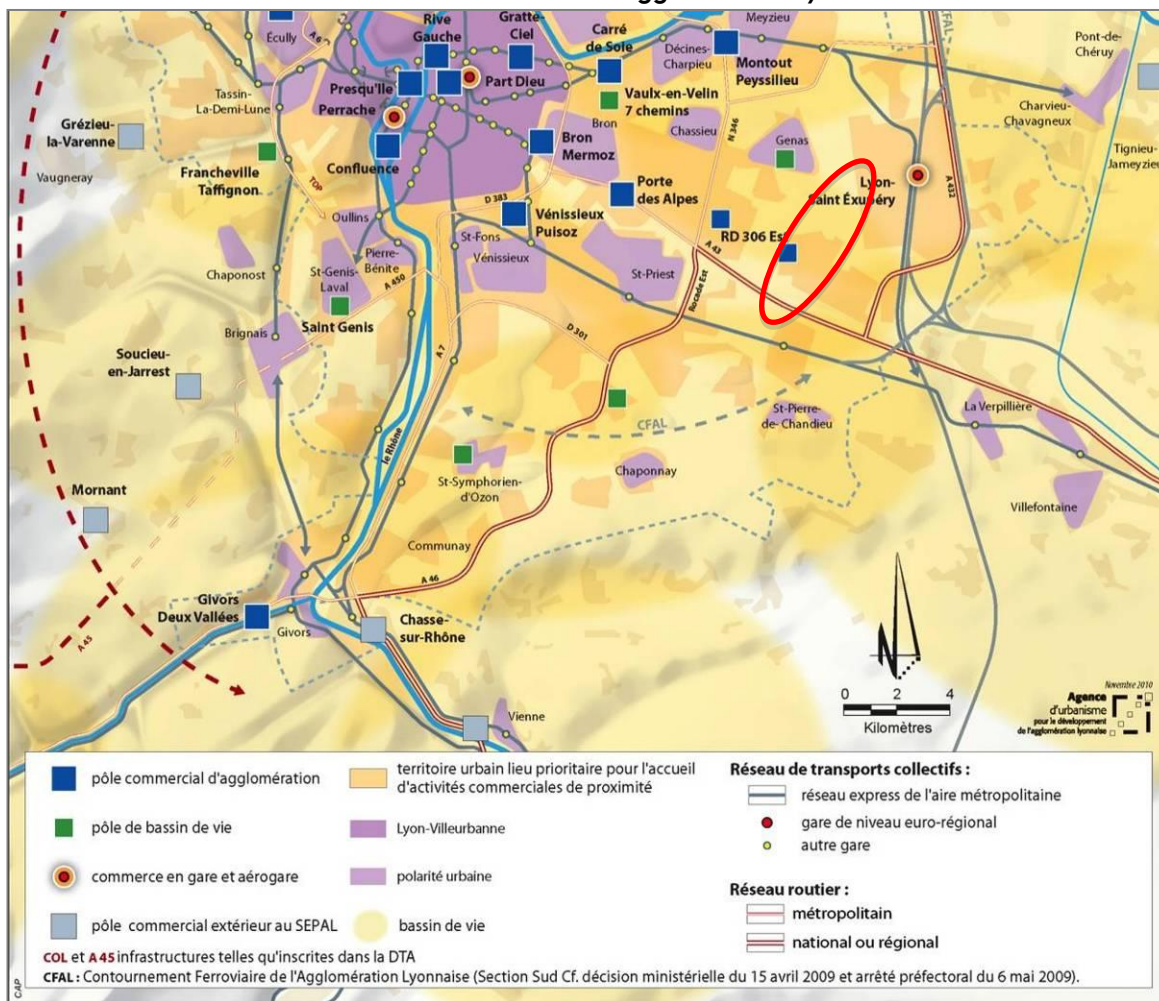 Rive
Gauche
Gratte-
Ciel
Carré
de Soie
Meyzieu
CFAL
Écully
A 6
Décines-
Charpieu
Montout
Peyssilieu
Pont-de-
Chéruy
Tassin-
La-Demi-Lune
Presqu'Ile
Part Dieu
Perrache
Vaulx-en-Velin
7 chemins
Bron
Chassieu
N 346
Genas
Charvieu-
Chavagneux
Grézieu-
la-Varenne
Vaugneray
Francheville
Taffignon
TOP
Confluence
Bron
Mermoz
Tignieu-
Jameyzieu
Porte
des Alpes
Lyon-
Saint Éxupéry
A 432
D 383
Oullins
Vénissieux
Puisoz
RD 306 Est
A 43
Chaponost
St-Genis-
Laval
Pierre-
Bénite
St-Fons
Vénissieux
St-Priest
A 450
Saint Genis
Rocade Est
Brignais
A 7
D 301
Soucieu-
en-Jarrest
le Rhône
CFAL
St-Pierre-
de- Chandieu
La Verpillière
Mornant
St-Symphorien-
d'Ozon
Chaponnay
Villefontaine
Communay
A 46
Givors
Deux Vallées
A 45
Givors
Chasse-
sur-Rhône
Vienne
N
0 2 4
Kilomètres
Novembre 2010
Agence
d'urbanisme
pour le développement
de l'agglomération lyonnaise
pôle commercial d'agglomération
pôle de bassin de vie
commerce en gare et aérogare
pôle commercial extérieur au SEPAL
territoire urbain lieu prioritaire pour l'accueil
d'activités commerciales de proximité
Lyon-Villeurbanne
polarité urbaine
bassin de vie
Réseau de transports collectifs :
réseau express de l'aire métropolitaine
gare de niveau euro-régional
autre gare
Réseau routier :
métropolitain
national ou régional
COL et A 45 infrastructures telles qu'inscrites dans la DTA
CFAL : Contournement Ferroviaire de l'Agglomération Lyonnaise (Section Sud Cf. décision ministérielle du 15 avril 2009 et arrêté préfectoral du 6 mai 2009).
CAP